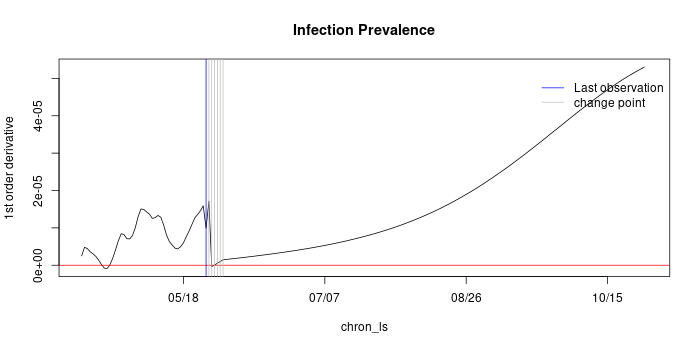 Infection Prevalence
1st order derivative
4e-05
2e-05
0e+00
Last observation
change point
05/18 07/07 08/26 10/15
chron_ls